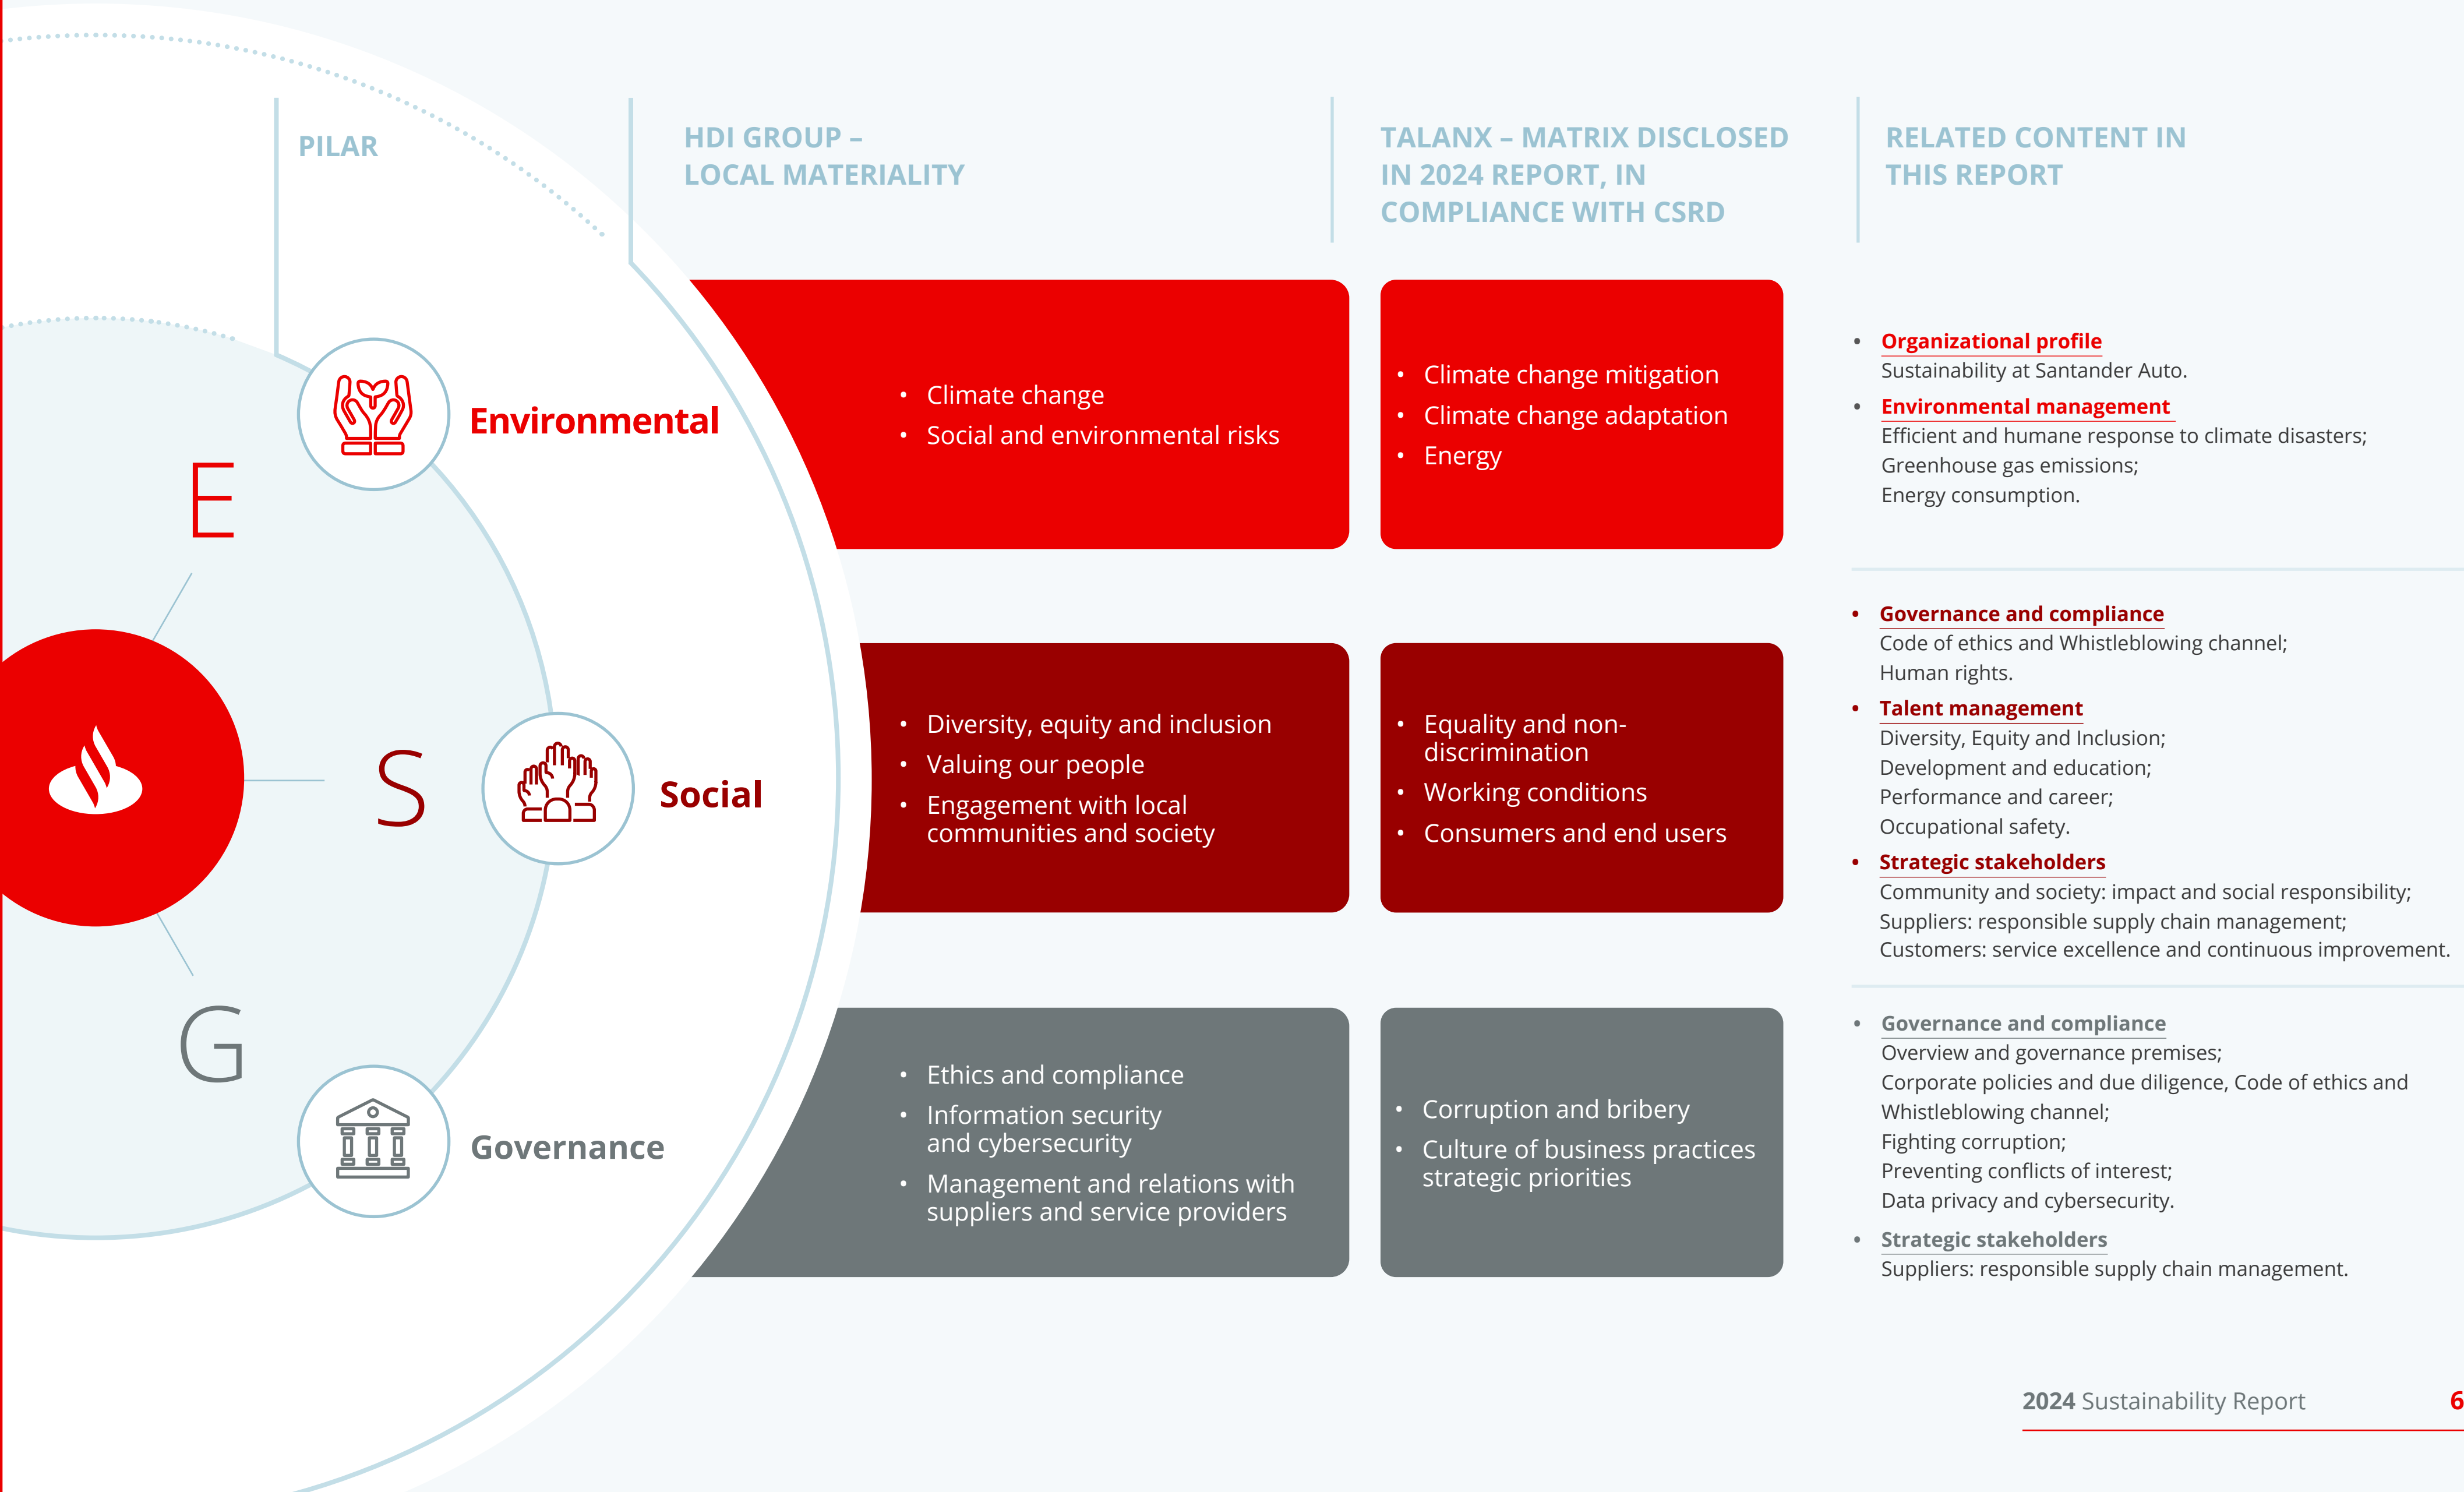 PILAR
HDI GROUP –
LOCAL MATERIALITY
TALANX – MATRIX DISCLOSED
IN 2024 REPORT, IN
COMPLIANCE WITH CSRD
RELATED CONTENT IN
THIS REPORT
E
Environmental
• Climate change
• Social and environmental risks
• Climate change mitigation
• Climate change adaptation
• Energy
• Organizational profile
Sustainability at Santander Auto.
• Environmental management
Efficient and humane response to climate disasters;
Greenhouse gas emissions;
Energy consumption.
S
Social
• Diversity, equity and inclusion
• Valuing our people
• Engagement with local
communities and society
• Equality and non-
discrimination
• Working conditions
• Consumers and end users
• Governance and compliance
Code of ethics and Whistleblowing channel;
Human rights.
• Talent management
Diversity, Equity and Inclusion;
Development and education;
Performance and career;
Occupational safety.
• Strategic stakeholders
Community and society: impact and social responsibility;
Suppliers: responsible supply chain management;
Customers: service excellence and continuous improvement.
G
Governance
• Ethics and compliance
• Information security
and cybersecurity
• Management and relations with
suppliers and service providers
• Corruption and bribery
• Culture of business practices
strategic priorities
• Governance and compliance
Overview and governance premises;
Corporate policies and due diligence, Code of ethics and
Whistleblowing channel;
Fighting corruption;
Preventing conflicts of interest;
Data privacy and cybersecurity.
• Strategic stakeholders
Suppliers: responsible supply chain management.
2024 Sustainability Report 6